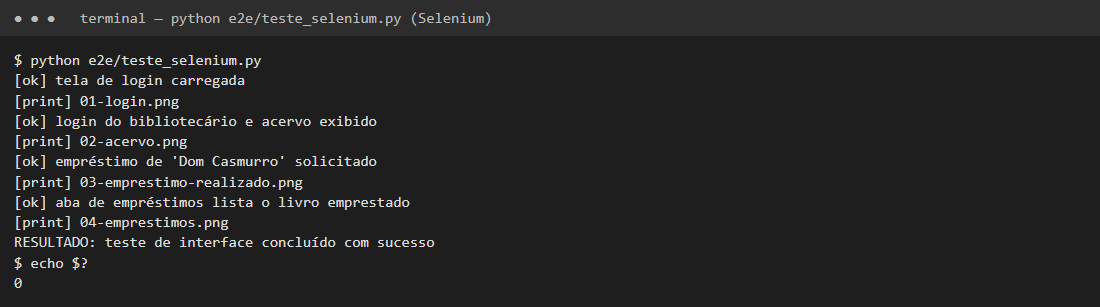 terminal — python e2e/teste_selenium.py (Selenium)
$ python e2e/teste_selenium.py
[ok] tela de login carregada
[print] 01-login.png
[ok] login do bibliotecário e acervo exibido
[print] 02-acervo.png
[ok] empréstimo de 'Dom Casmurro' solicitado
[print] 03-emprestimo-realizado.png
[ok] aba de empréstimos lista o livro emprestado
[print] 04-emprestimos.png
RESULTADO: teste de interface concluído com sucesso
$ echo $?
0